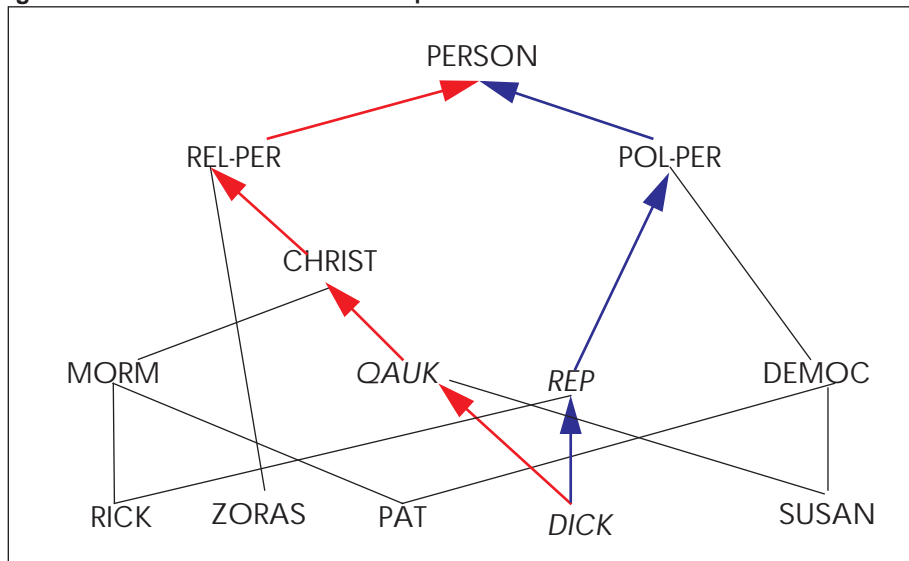 PERSON
REL-PER POL-PER
CHRIST
MORM QAUK REP DEMOC
RICK ZORAS PAT DICK SUSAN